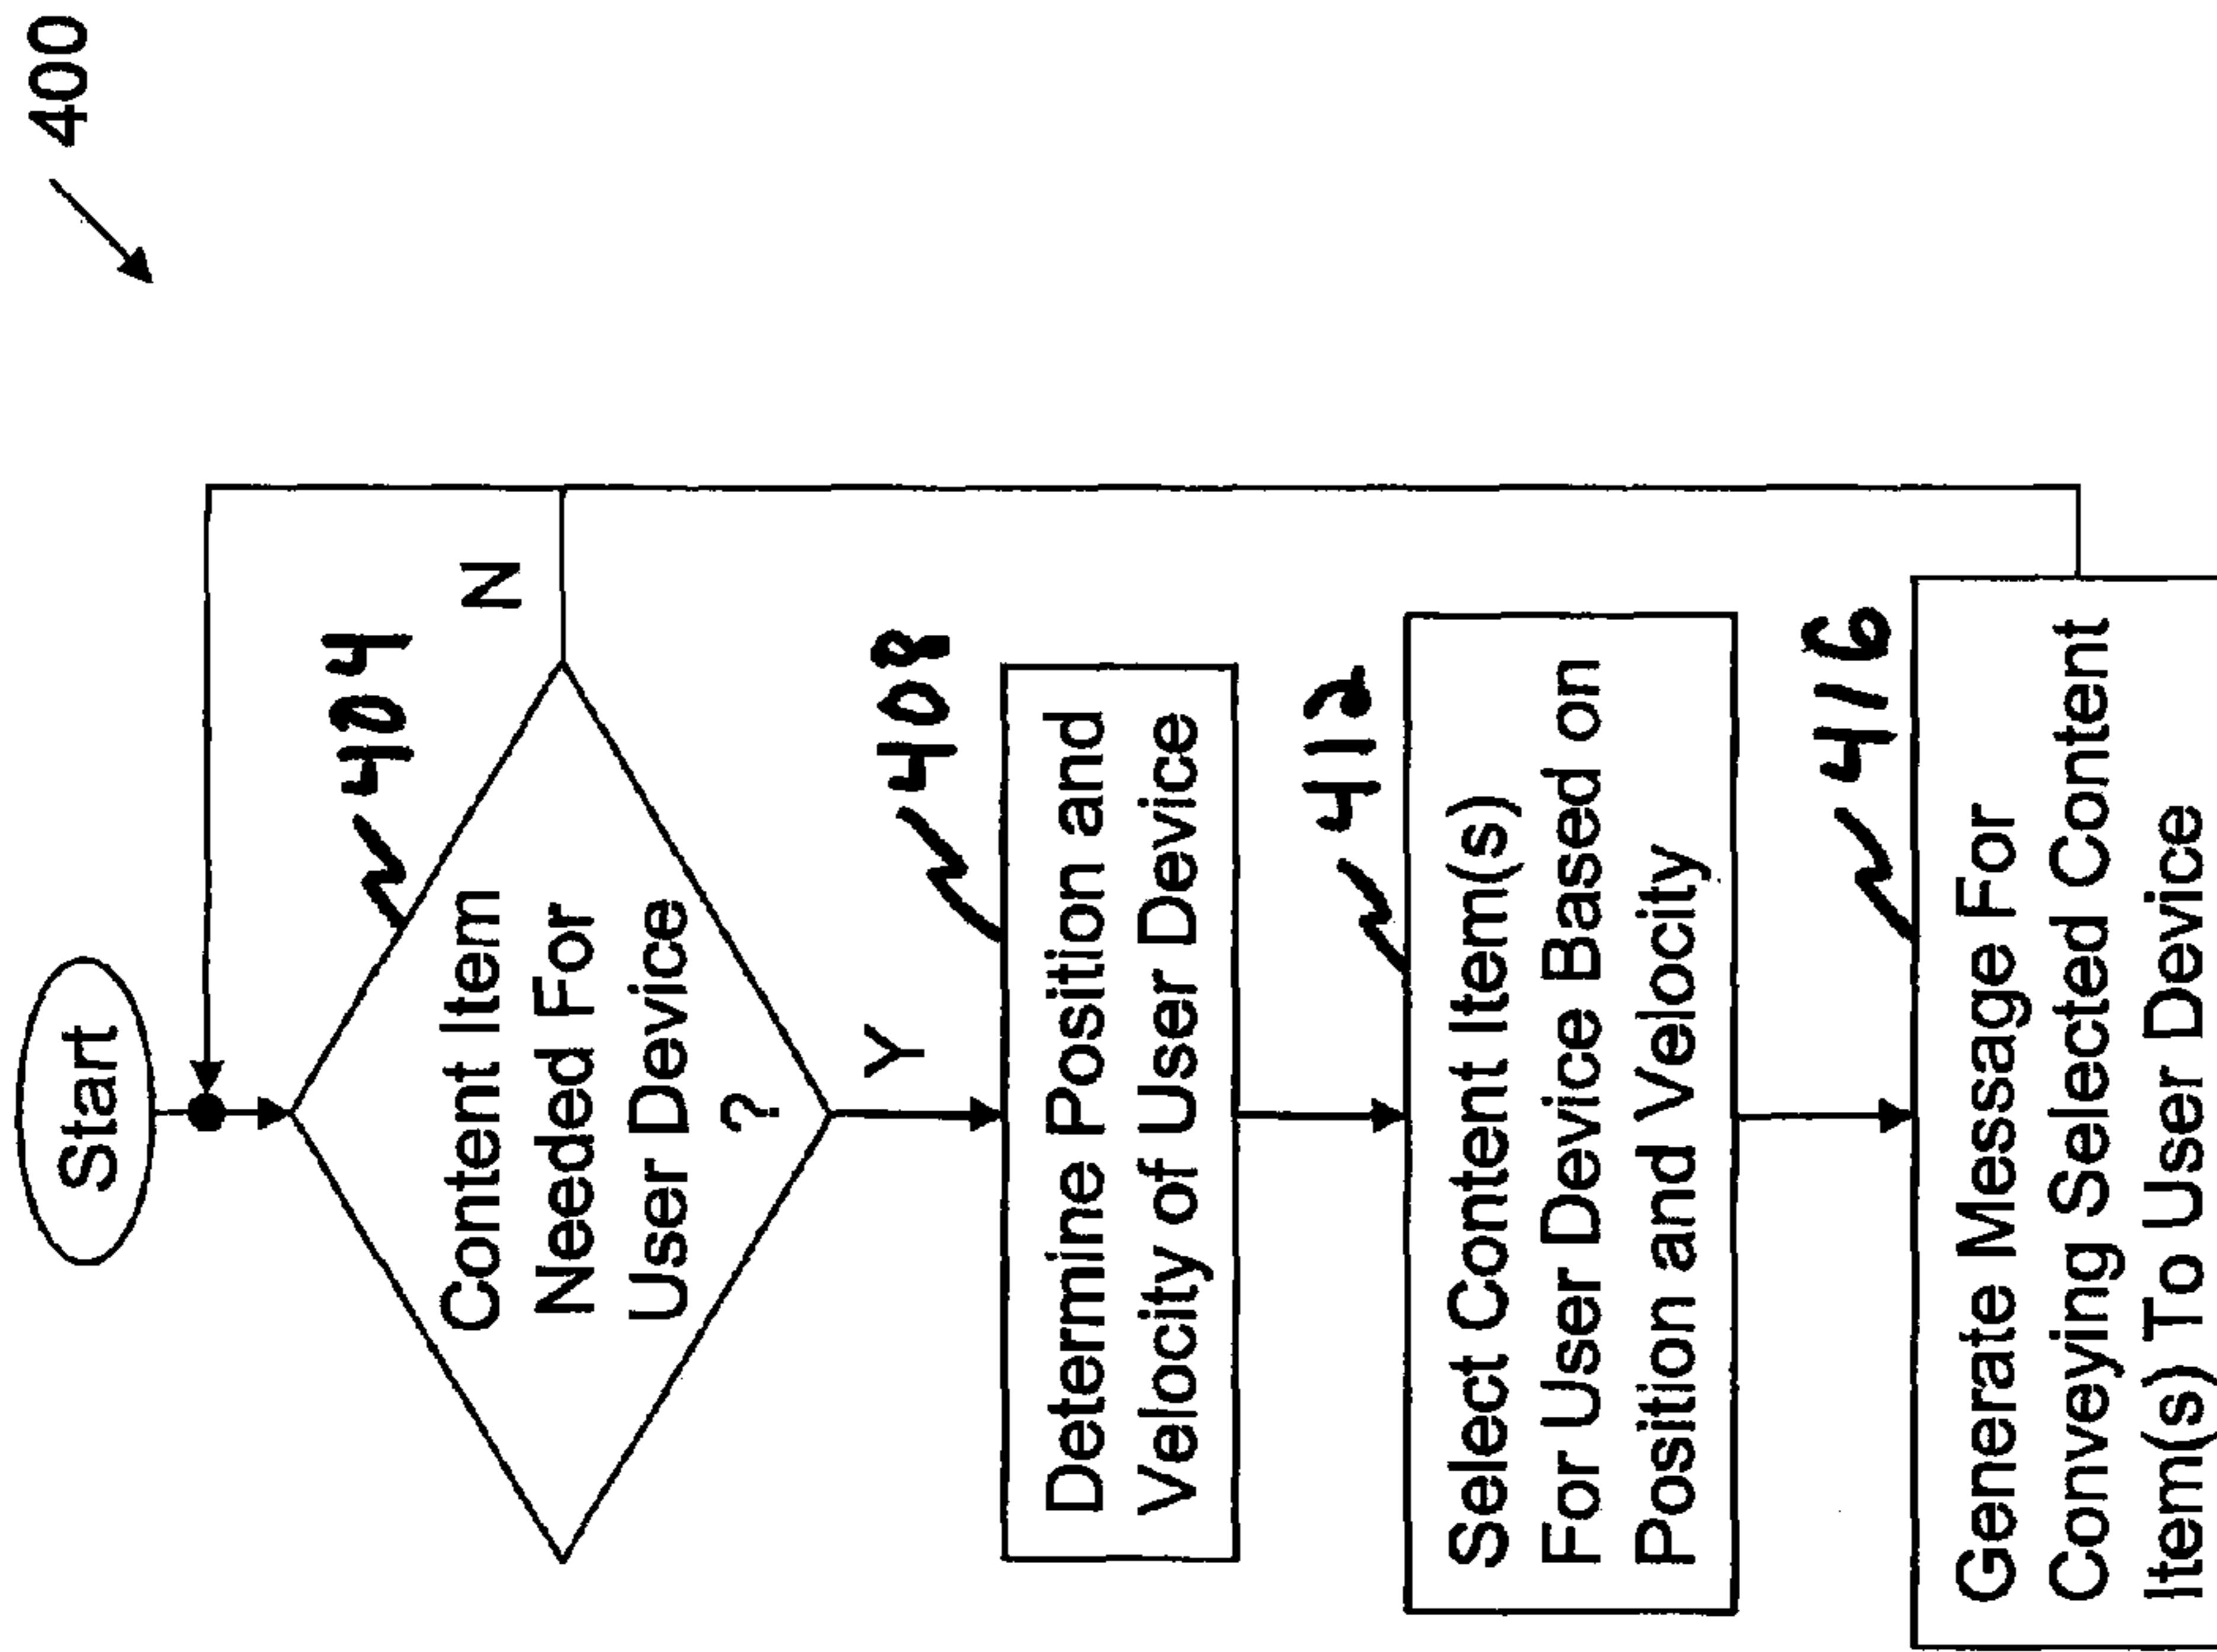 400
Start
404
Content Item
Needed For
User Device
?
N
Y
408
Determine Position and
Velocity of User Device
412
Select Content Item(s)
For User Device Based on
Position and Velocity
416
Generate Message For
Conveying Selected Content
Item(s) To User Device